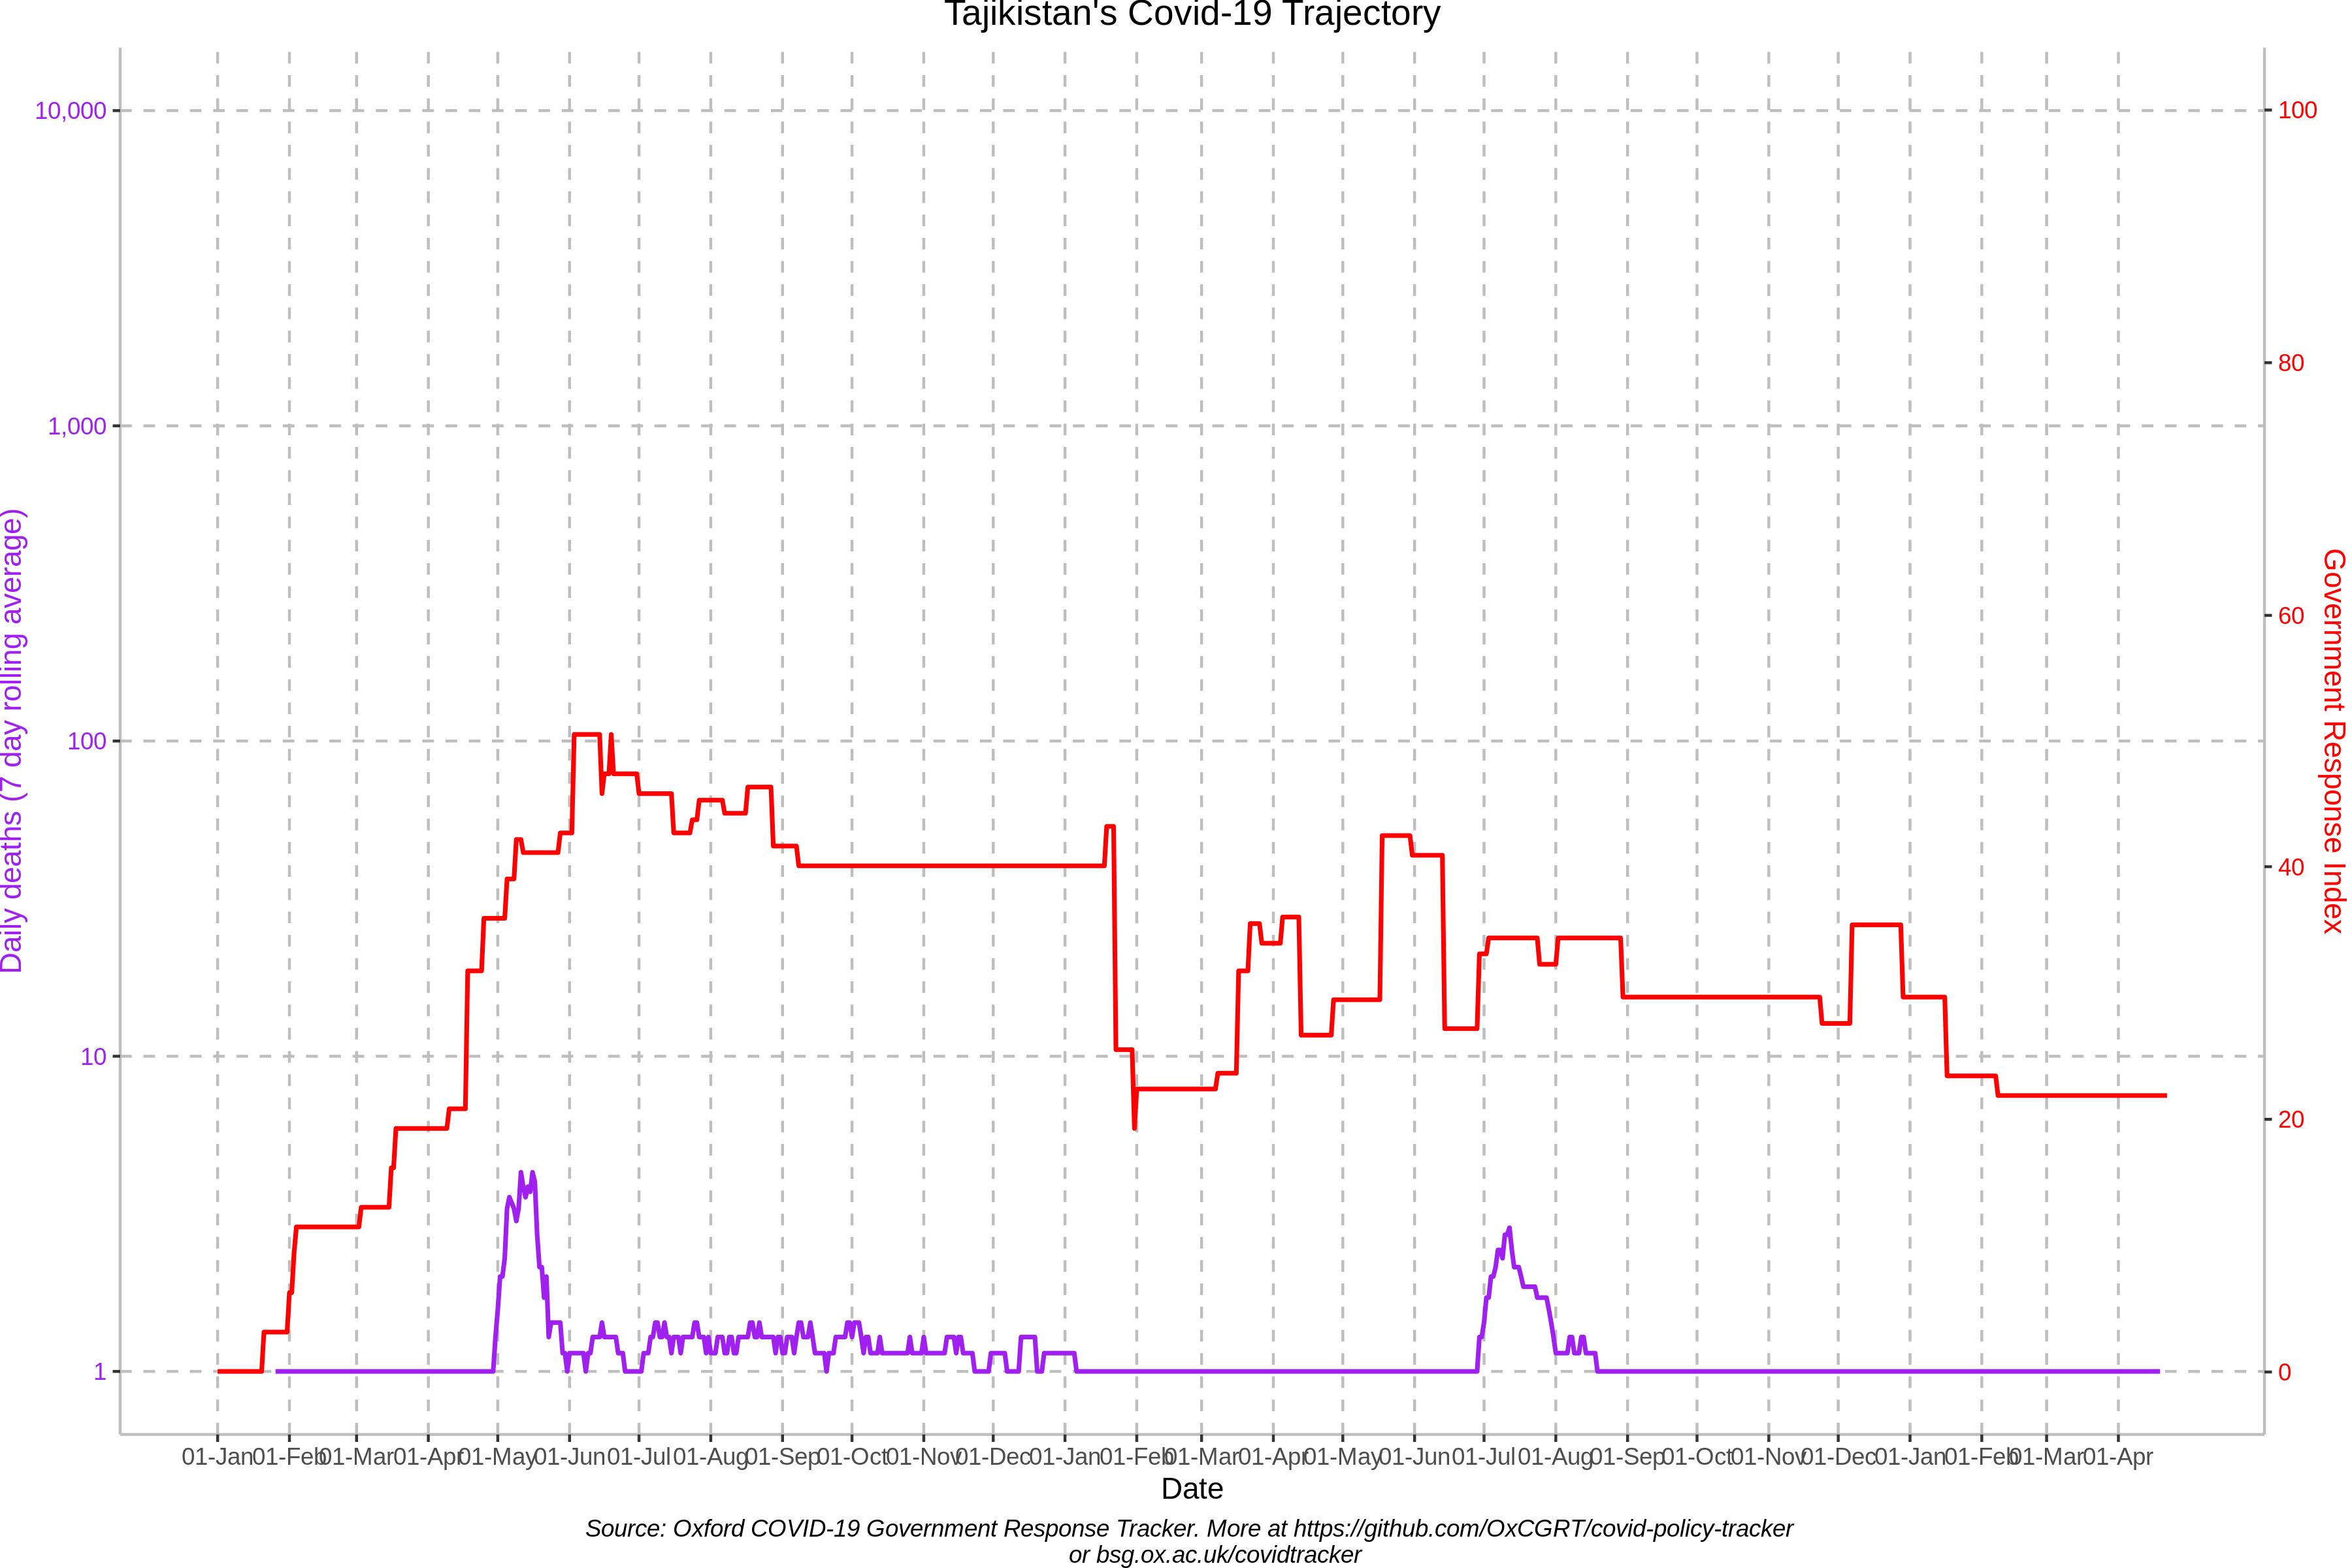 Tajikistan's Covid-19 Trajectory
10,000
1,000
100
10
1
Daily deaths (7 day rolling average)
100
80
60
40
20
0
Government Response Index
01-Jan 01-Feb 01-Mar 01-Apr 01-May 01-Jun 01-Jul 01-Aug 01-Sep 01-Oct 01-Nov 01-Dec 01-Jan 01-Feb 01-Mar 01-Apr 01-May 01-Jun 01-Jul 01-Aug 01-Sep 01-Oct 01-Nov 01-Dec 01-Jan 01-Feb 01-Mar 01-Apr
Date
Source: Oxford COVID-19 Government Response Tracker. More at https://github.com/OxCGRT/covid-policy-tracker
or bsg.ox.ac.uk/covidtracker